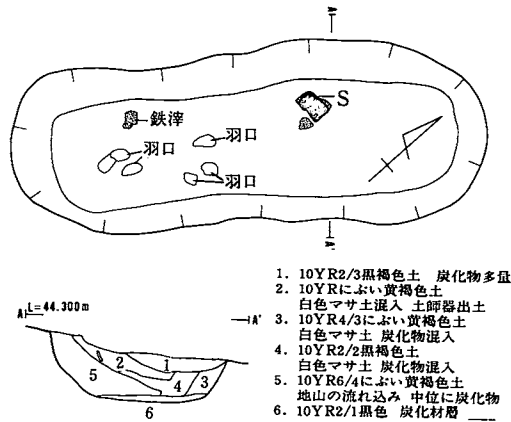 A
S
鉄滓
羽口
羽口
羽口
A'
A L=44.300m A'
1
2
3
4
5
6
1. 10YR2/3黒褐色土 炭化物多量
2. 10YRにぶい黄褐色土
白色マサ土混入 土師器出土
3. 10YR4/3にぶい黄褐色土
白色マサ土 炭化物混入
4. 10YR2/2黒褐色土
白色マサ土 炭化物混入
5. 10YR6/4にぶい黄褐色土
地山の流れ込み 中位に炭化物
6. 10YR2/1黒色 炭化材層